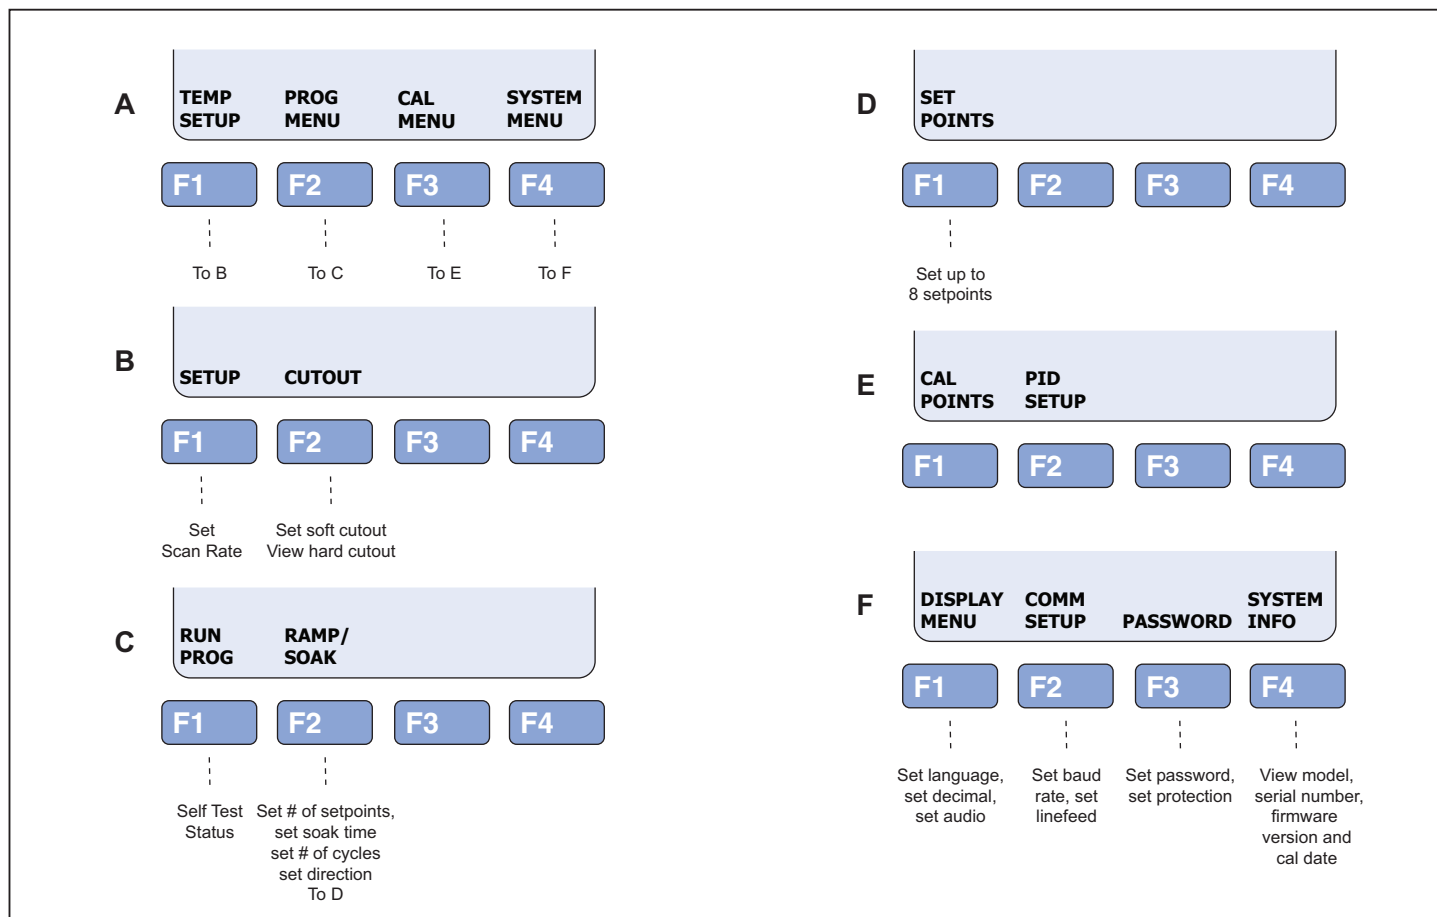 A
TEMP PROG CAL SYSTEM
SETUP MENU MENU MENU
F1 F2 F3 F4
To B To C To E To F
B
SETUP CUTOUT
F1 F2 F3 F4
Set Set soft cutout
Scan Rate View hard cutout
C
RUN RAMP/
PROG SOAK
F1 F2 F3 F4
Self Test Set # of setpoints,
Status set soak time
set # of cycles
set direction
To D
D
SET
POINTS
F1 F2 F3 F4
Set up to
8 setpoints
E
CAL PID
POINTS SETUP
F1 F2 F3 F4
F
DISPLAY COMM SYSTEM
MENU SETUP PASSWORD INFO
F1 F2 F3 F4
Set language, Set baud Set password, View model,
set decimal, rate, set set protection serial number,
set audio linefeed firmware
version and
cal date